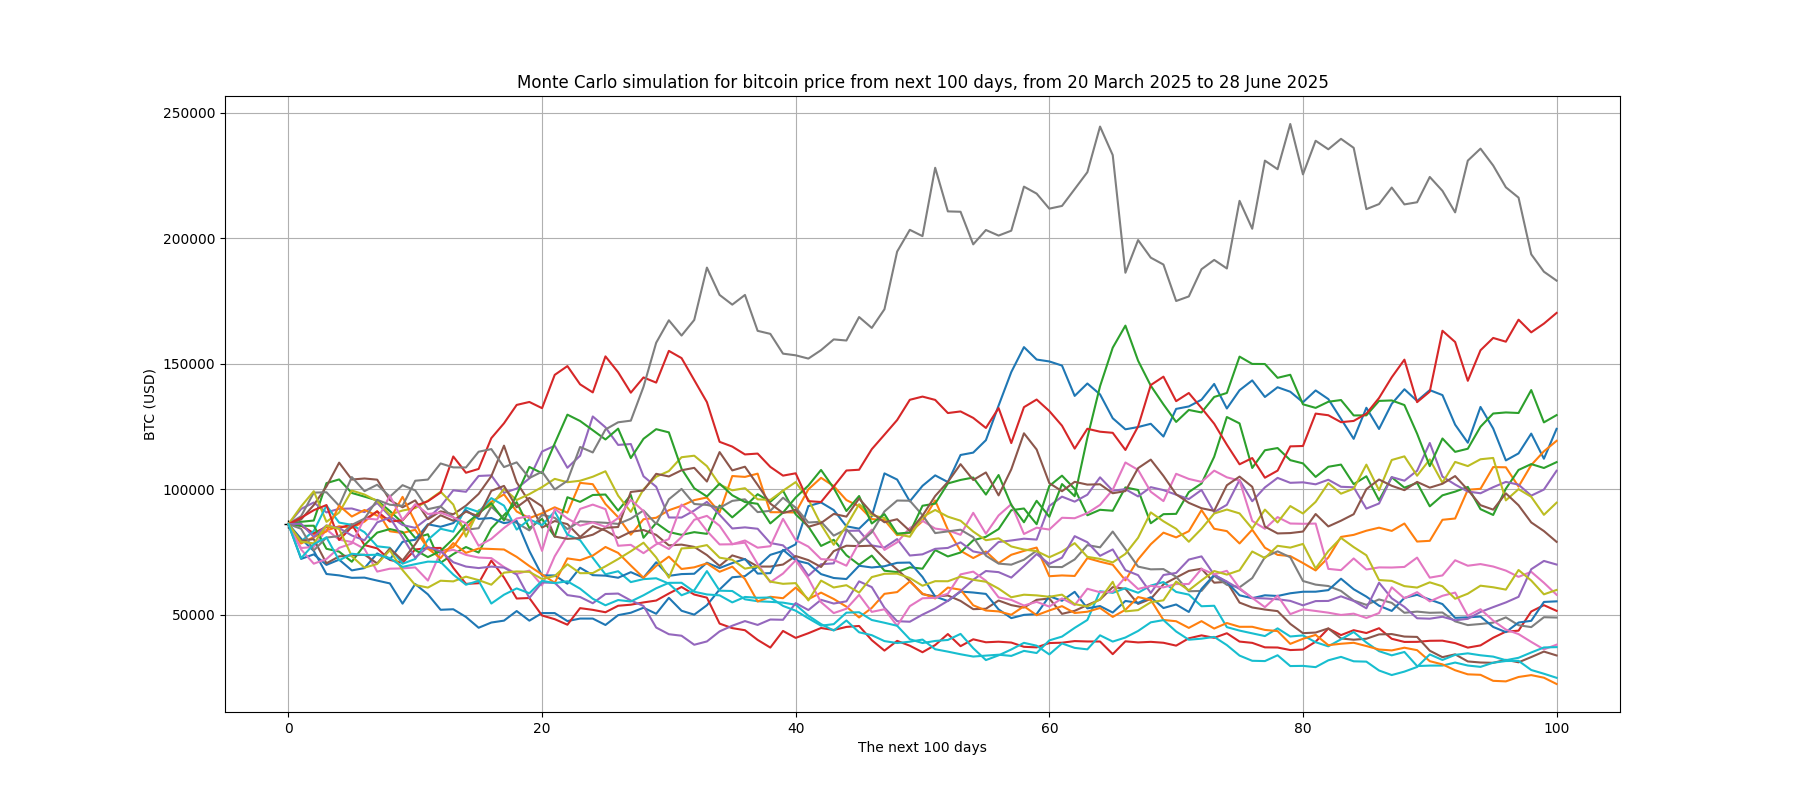 Monte Carlo simulation for bitcoin price from next 100 days, from 20 March 2025 to 28 June 2025
250000
200000
150000
100000
50000
BTC (USD)
0 20 40 60 80 100
The next 100 days